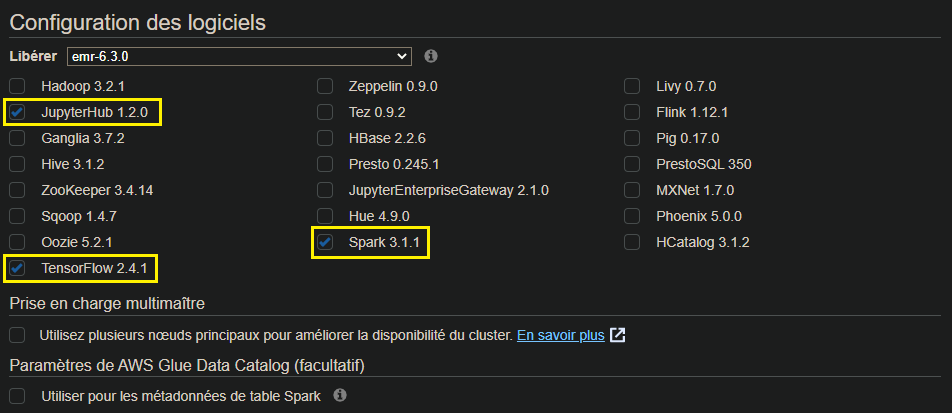 Configuration des logiciels
Libérer emr-6.3.0
Hadoop 3.2.1 Zeppelin 0.9.0 Livy 0.7.0
JupyterHub 1.2.0 Tez 0.9.2 Flink 1.12.1
Ganglia 3.7.2 HBase 2.2.6 Pig 0.17.0
Hive 3.1.2 Presto 0.245.1 PrestoSQL 350
ZooKeeper 3.4.14 JupyterEnterpriseGateway 2.1.0 MXNet 1.7.0
Sqoop 1.4.7 Hue 4.9.0 Phoenix 5.0.0
Oozie 5.2.1 Spark 3.1.1 HCatalog 3.1.2
TensorFlow 2.4.1
Prise en charge multimaître
Utilisez plusieurs nœuds principaux pour améliorer la disponibilité du cluster. En savoir plus
Paramètres de AWS Glue Data Catalog (facultatif)
Utiliser pour les métadonnées de table Spark